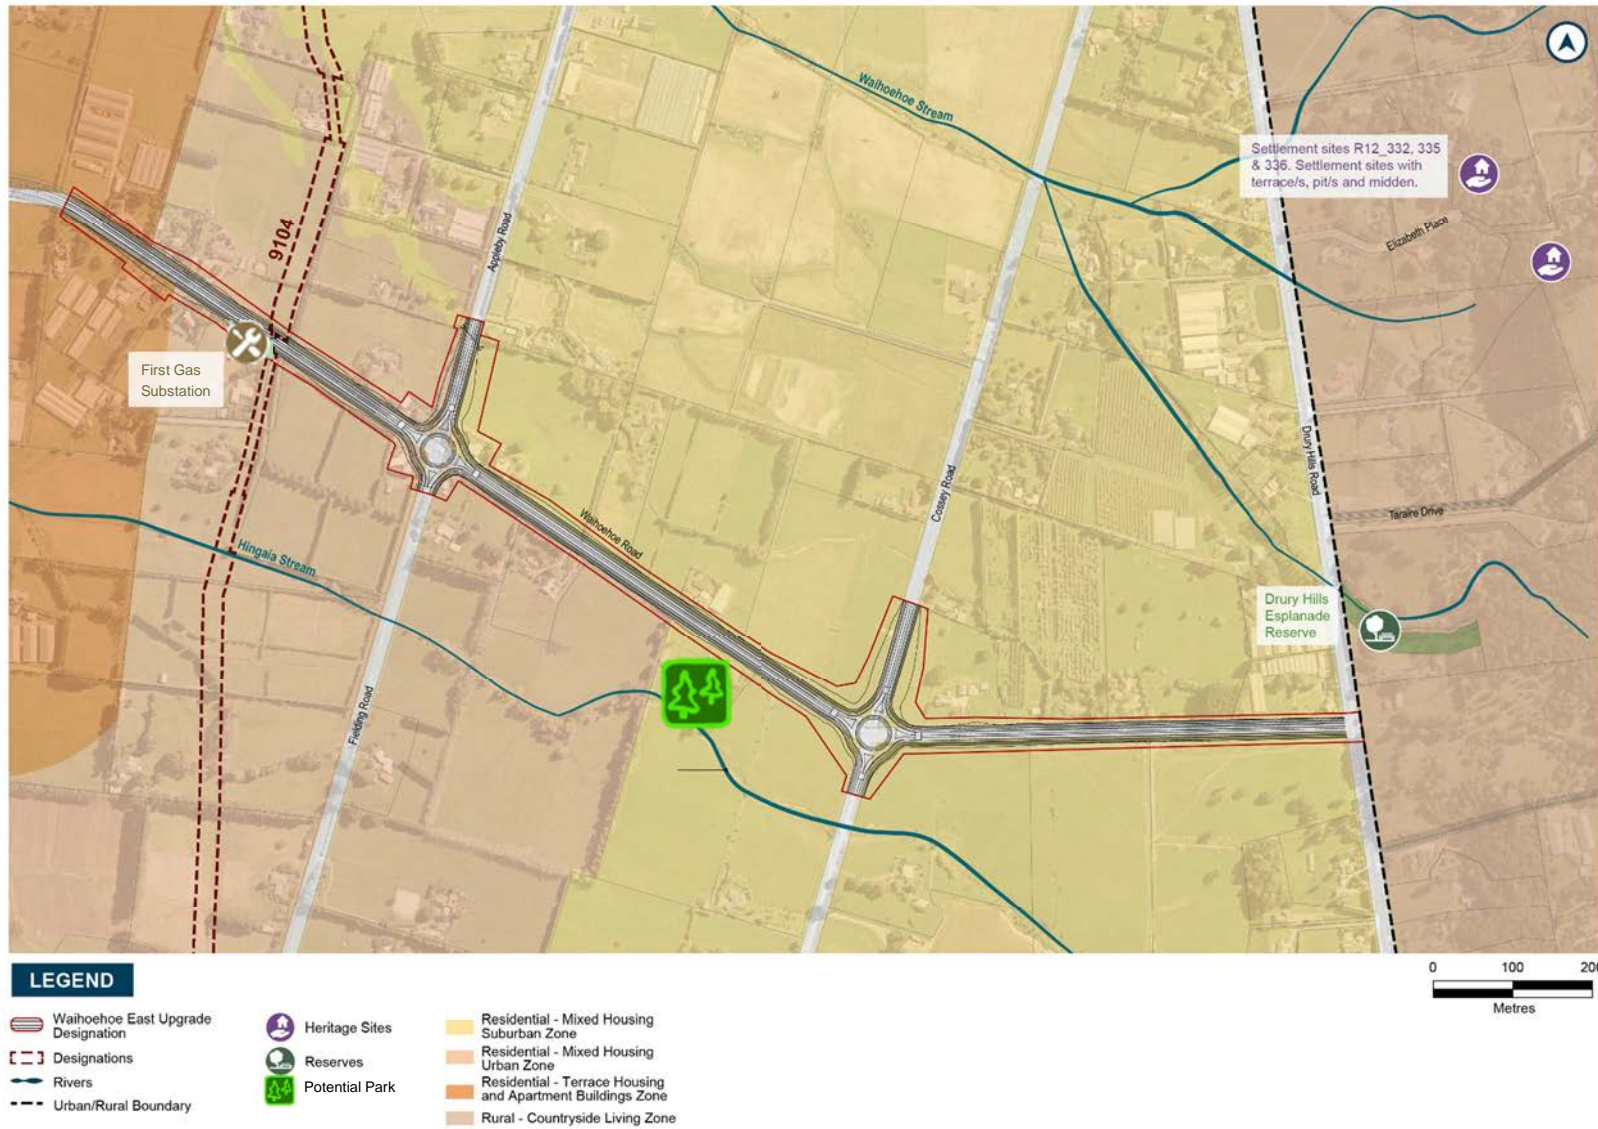 Waihoehoe Stream
Settlement sites R12_332, 335
& 336. Settlement sites with
terrace/s, pit/s and midden.
Elizabeth Place
9104
Appleby Road
First Gas
Substation
Drury Hills Road
Cossey Road
Taraire Drive
Waihoehoe Road
Hingaia Stream
Drury Hills
Esplanade
Reserve
Fielding Road
LEGEND
Waihoehoe East Upgrade
Designation
Designations
Rivers
Urban/Rural Boundary
Heritage Sites
Reserves
Potential Park
Residential - Mixed Housing
Suburban Zone
Residential - Mixed Housing
Urban Zone
Residential - Terrace Housing
and Apartment Buildings Zone
Rural - Countryside Living Zone
0 100 200
Metres